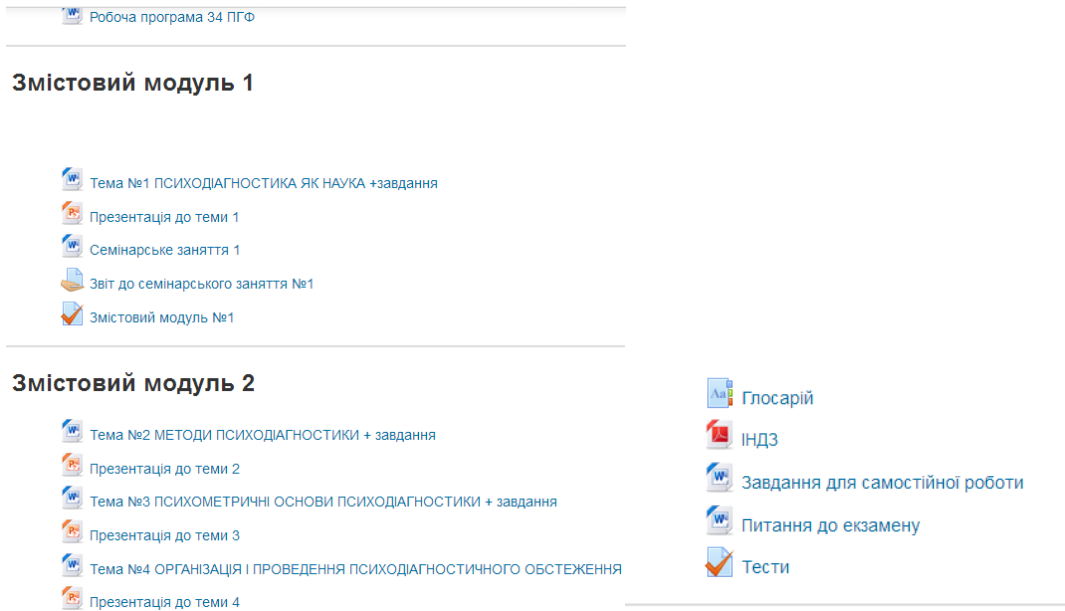 Робоча програма 34 ПГФ
Змістовий модуль 1
Тема №1 ПСИХОДІАГНОСТИКА ЯК НАУКА +завдання
Презентація до теми 1
Семінарське заняття 1
Звіт до семінарського заняття №1
Змістовий модуль №1
Змістовий модуль 2
Тема №2 МЕТОДИ ПСИХОДІАГНОСТИКИ + завдання
Презентація до теми 2
Тема №3 ПСИХОМЕТРИЧНІ ОСНОВИ ПСИХОДІАГНОСТИКИ + завдання
Презентація до теми 3
Тема №4 ОРГАНІЗАЦІЯ І ПРОВЕДЕННЯ ПСИХОДІАГНОСТИЧНОГО ОБСТЕЖЕННЯ
Презентація до теми 4
Глосарій
ІНДЗ
Завдання для самостійної роботи
Питання до екзамену
Тести